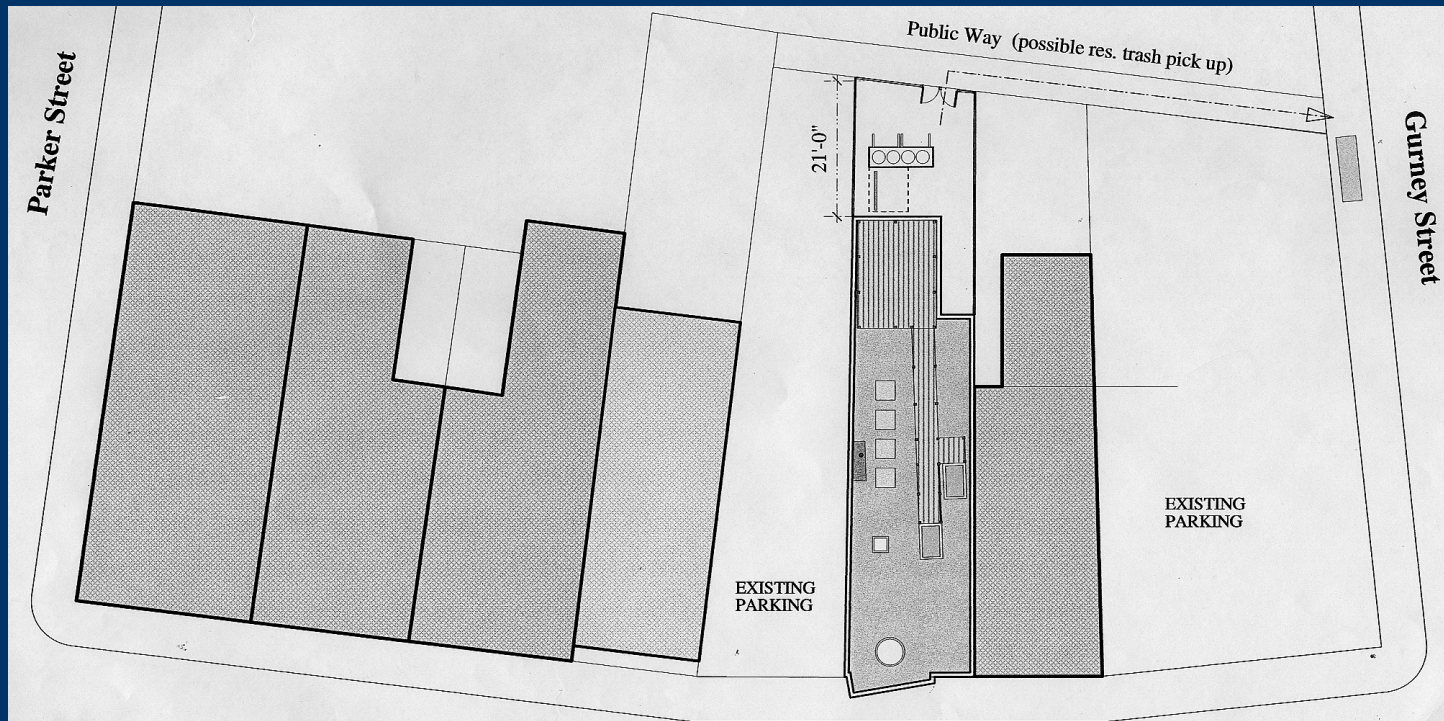 Public Way (possible res. trash pick up)
Parker Street
Gurney Street
21'-0"
EXISTING
PARKING
EXISTING
PARKING